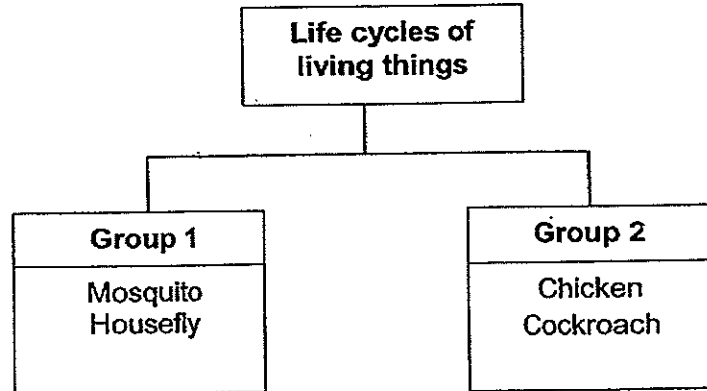 Life cycles of
living things
Group 1
Mosquito
Housefly
Group 2
Chicken
Cockroach